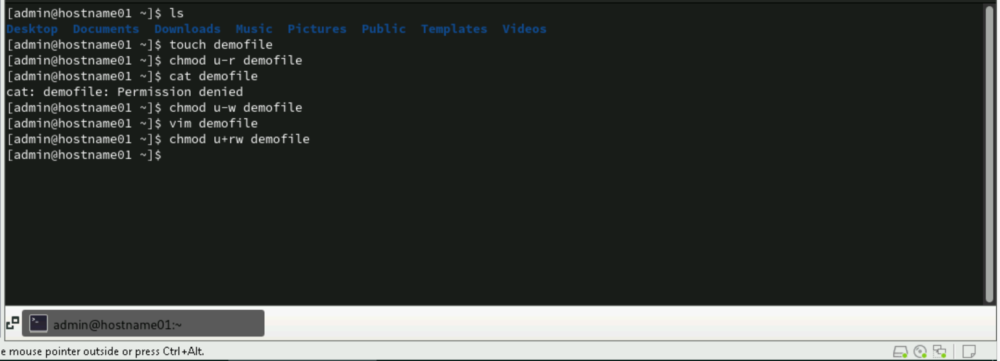 [admin@hostname01 ~]$ ls
Desktop  Documents  Downloads  Music  Pictures  Public  Templates  Videos
[admin@hostname01 ~]$ touch demofile
[admin@hostname01 ~]$ chmod u-r demofile
[admin@hostname01 ~]$ cat demofile
cat: demofile: Permission denied
[admin@hostname01 ~]$ chmod u-w demofile
[admin@hostname01 ~]$ vim demofile
[admin@hostname01 ~]$ chmod u+rw demofile
[admin@hostname01 ~]$
admin@hostname01:~
e mouse pointer outside or press Ctrl+Alt.